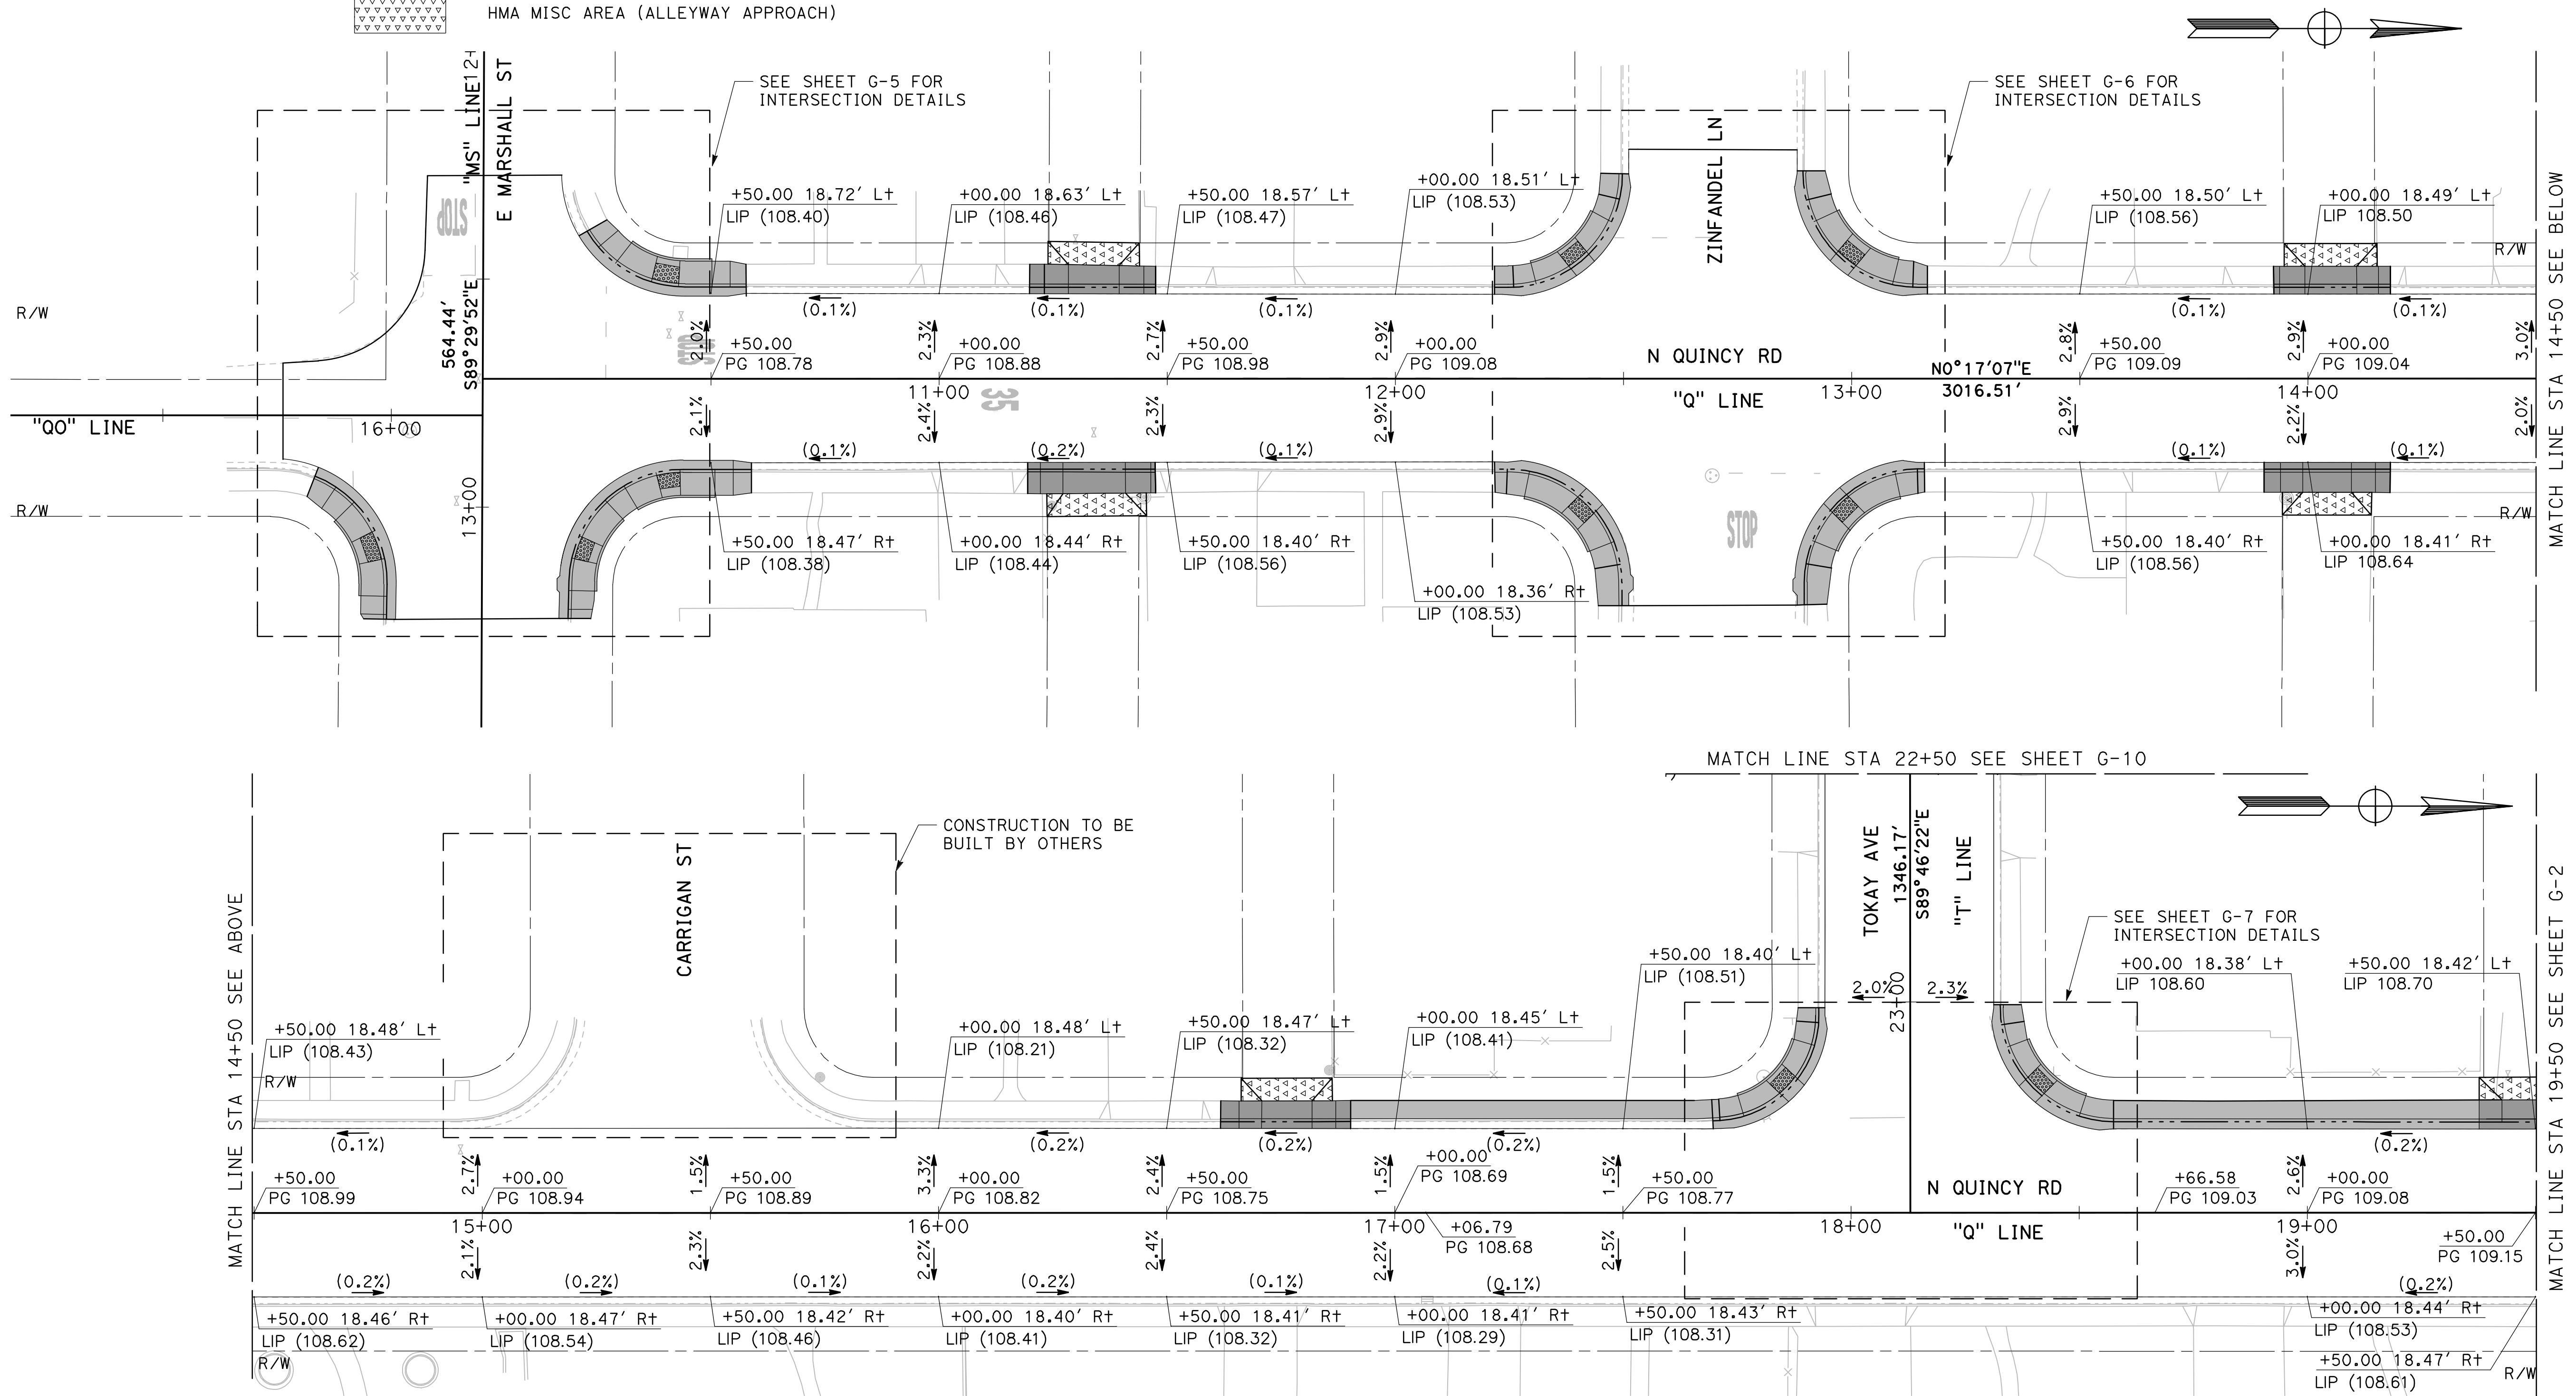 HMA MISC AREA (ALLEYWAY APPROACH)
"MS" LINE
12+
E MARSHALL ST
564.44′
S89°29′52"E
SEE SHEET G-5 FOR
INTERSECTION DETAILS
SEE SHEET G-6 FOR
INTERSECTION DETAILS
ZINFANDEL LN
STOP
+50.00 18.72′ Lt
LIP (108.40)
+00.00 18.63′ Lt
LIP (108.46)
+50.00 18.57′ Lt
LIP (108.47)
+00.00 18.51′ Lt
LIP (108.53)
+50.00 18.50′ Lt
LIP (108.56)
+00.00 18.49′ Lt
LIP 108.50
R/W
R/W
(0.1%)
(0.1%)
(0.1%)
(0.1%)
(0.1%)
2.0%
2.3%
2.7%
2.9%
2.8%
2.9%
3.0%
+50.00
PG 108.78
+00.00
PG 108.88
+50.00
PG 108.98
+00.00
PG 109.08
N QUINCY RD
+50.00
PG 109.09
+00.00
PG 109.04
N0°17′07"E
3016.51′
"QO" LINE
16+00
11+00
35
12+00
"Q" LINE
13+00
14+00
2.1%
2.4%
2.3%
2.9%
2.9%
2.2%
2.0%
(0.1%)
(0.2%)
(0.1%)
(0.1%)
(0.1%)
R/W
13+00
STOP
R/W
+50.00 18.47′ Rt
LIP (108.38)
+00.00 18.44′ Rt
LIP (108.44)
+50.00 18.40′ Rt
LIP (108.56)
+00.00 18.36′ Rt
LIP (108.53)
+50.00 18.40′ Rt
LIP (108.56)
+00.00 18.41′ Rt
LIP 108.64
MATCH LINE STA 14+50 SEE BELOW
MATCH LINE STA 22+50 SEE SHEET G-10
MATCH LINE STA 14+50 SEE ABOVE
CARRIGAN ST
CONSTRUCTION TO BE
BUILT BY OTHERS
TOKAY AVE
1346.17′
S89°46′22"E
"T" LINE
SEE SHEET G-7 FOR
INTERSECTION DETAILS
+50.00 18.48′ Lt
LIP (108.43)
+00.00 18.48′ Lt
LIP (108.21)
+50.00 18.47′ Lt
LIP (108.32)
+00.00 18.45′ Lt
LIP (108.41)
+50.00 18.40′ Lt
LIP (108.51)
2.0%
2.3%
23+00
+00.00 18.38′ Lt
LIP 108.60
+50.00 18.42′ Lt
LIP 108.70
R/W
(0.1%)
(0.2%)
(0.2%)
(0.2%)
(0.2%)
2.7%
1.5%
3.3%
2.4%
1.5%
1.5%
2.6%
+50.00
PG 108.99
+00.00
PG 108.94
+50.00
PG 108.89
+00.00
PG 108.82
+50.00
PG 108.75
+00.00
PG 108.69
+50.00
PG 108.77
N QUINCY RD
+66.58
PG 109.03
+00.00
PG 109.08
15+00
16+00
17+00
+06.79
PG 108.68
18+00
"Q" LINE
19+00
+50.00
PG 109.15
2.1%
2.3%
2.2%
2.4%
2.2%
2.5%
3.0%
(0.2%)
(0.2%)
(0.1%)
(0.2%)
(0.1%)
(0.1%)
(0.2%)
+50.00 18.46′ Rt
LIP (108.62)
+00.00 18.47′ Rt
LIP (108.54)
+50.00 18.42′ Rt
LIP (108.46)
+00.00 18.40′ Rt
LIP (108.41)
+50.00 18.41′ Rt
LIP (108.32)
+00.00 18.41′ Rt
LIP (108.29)
+50.00 18.43′ Rt
LIP (108.31)
+00.00 18.44′ Rt
LIP (108.53)
+50.00 18.47′ Rt
LIP (108.61)
R/W
R/W
MATCH LINE STA 19+50 SEE SHEET G-2